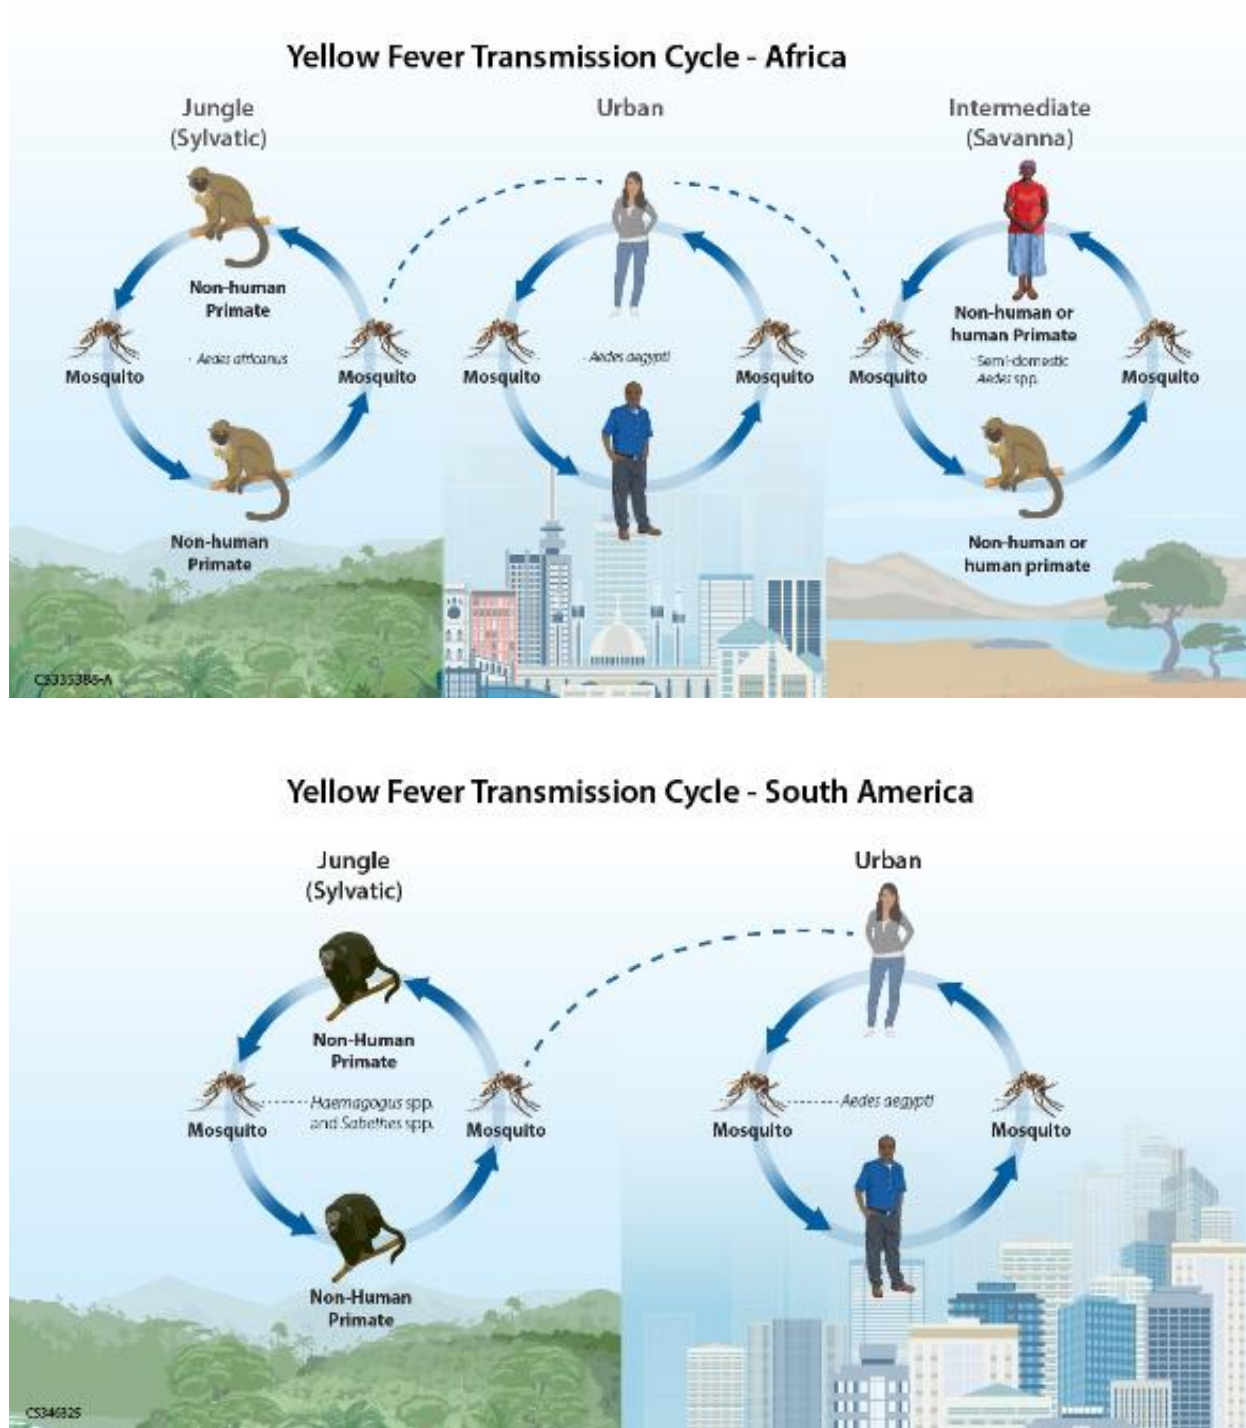 Yellow Fever Transmission Cycle - Africa
Jungle
(Sylvatic)
Urban
Intermediate
(Savanna)
Non-human
Primate
Non-human or
human Primate
Aedes africanus
Aedes aegypti
Semi-domestic
Aedes spp.
Mosquito
Mosquito
Mosquito
Mosquito
Mosquito
Mosquito
Non-human
Primate
Non-human or
human primate
CS335388-A
Yellow Fever Transmission Cycle - South America
Jungle
(Sylvatic)
Urban
Non-Human
Primate
Haemagogus spp.
and Sabethes spp.
Aedes aegypti
Mosquito
Mosquito
Mosquito
Mosquito
Non-Human
Primate
CS346325